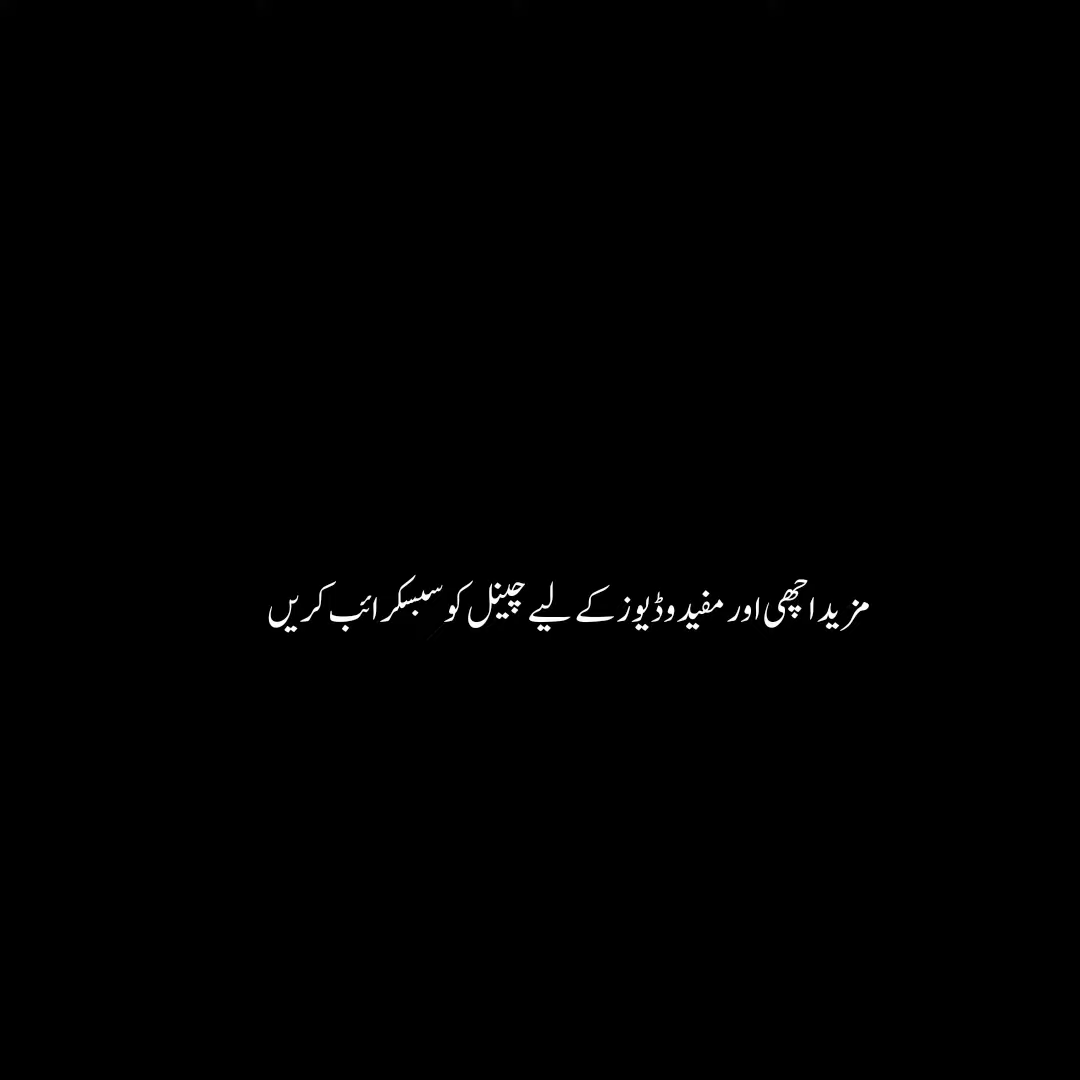 مزید اچھی اور مفید وڈیوز کے لیے چینل کو سبسکرائب کریں